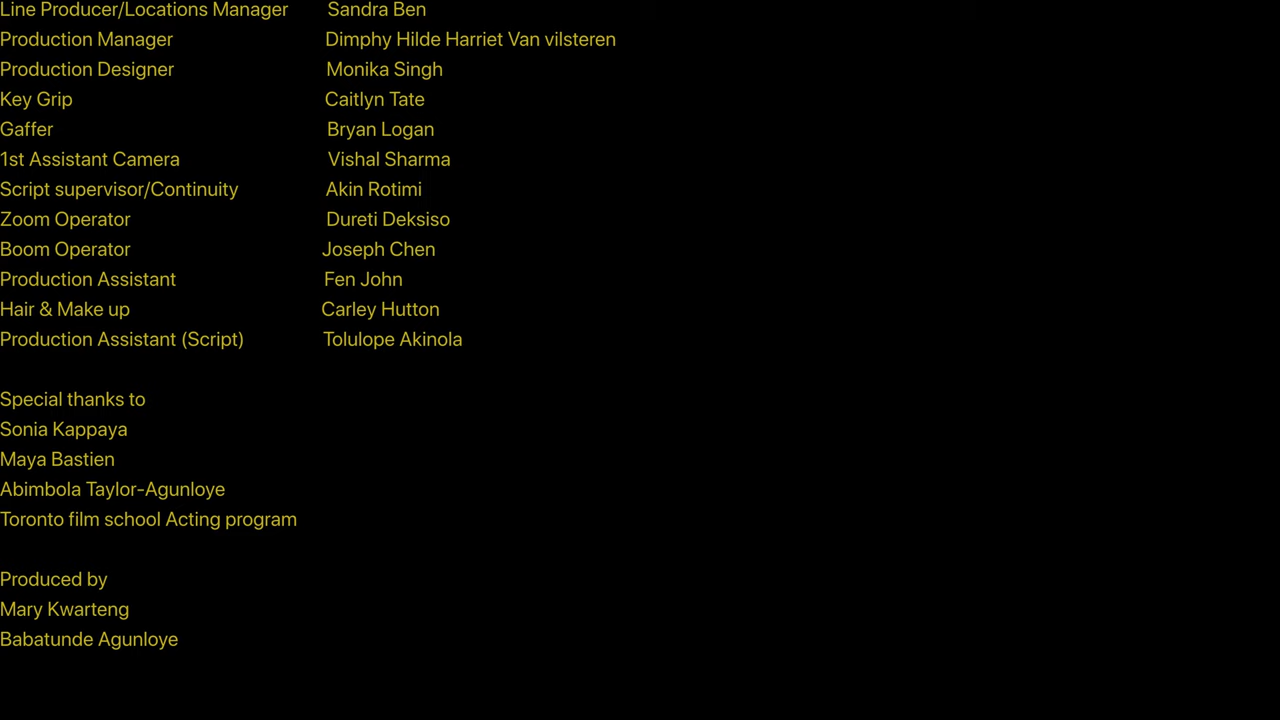 Line Producer/Locations Manager Sandra Ben
Production Manager Dimphy Hilde Harriet Van vilsteren
Production Designer Monika Singh
Key Grip Caitlyn Tate
Gaffer Bryan Logan
1st Assistant Camera Vishal Sharma
Script supervisor/Continuity Akin Rotimi
Zoom Operator Dureti Deksiso
Boom Operator Joseph Chen
Production Assistant Fen John
Hair & Make up Carley Hutton
Production Assistant (Script) Tolulope Akinola
Special thanks to
Sonia Kappaya
Maya Bastien
Abimbola Taylor-Agunloye
Toronto film school Acting program
Produced by
Mary Kwarteng
Babatunde Agunloye